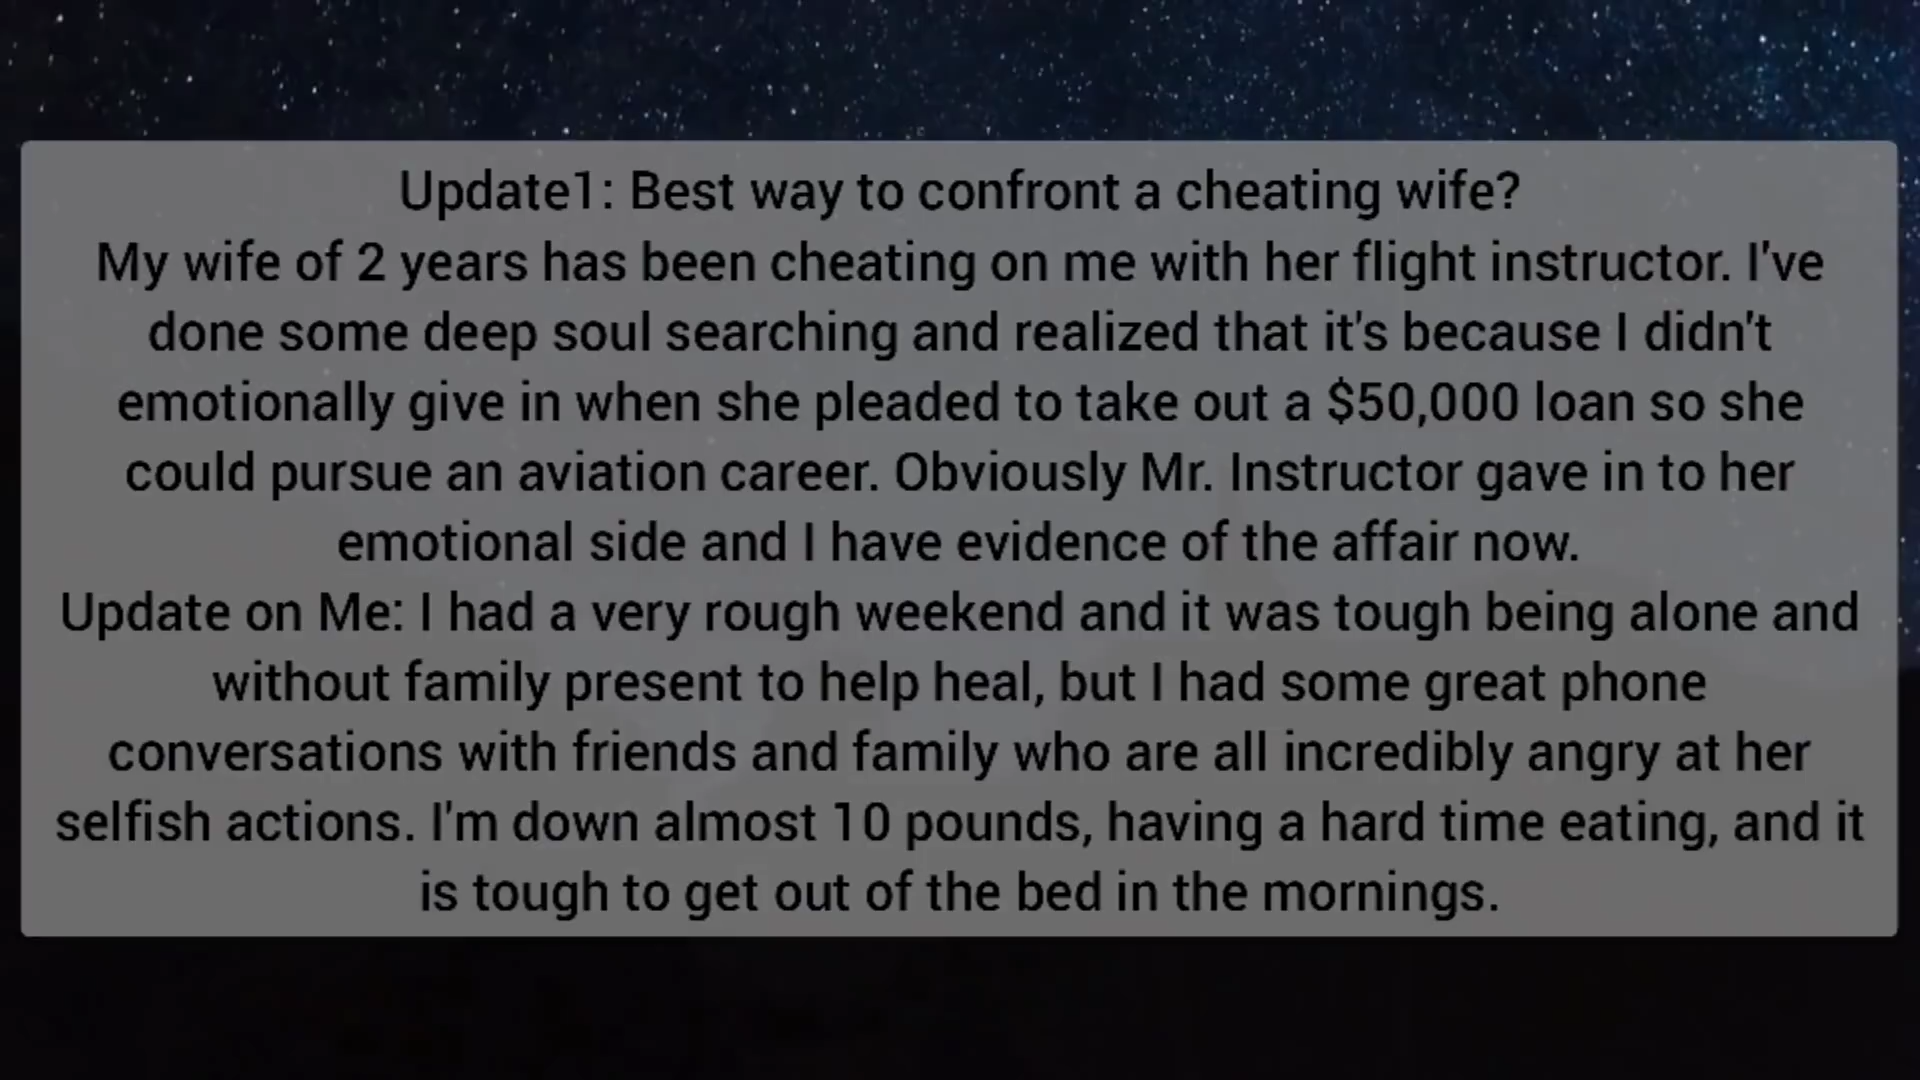 Update1: Best way to confront a cheating wife?
My wife of 2 years has been cheating on me with her flight instructor. I've
done some deep soul searching and realized that it's because I didn't
emotionally give in when she pleaded to take out a $50,000 loan so she
could pursue an aviation career. Obviously Mr. Instructor gave in to her
emotional side and I have evidence of the affair now.
Update on Me: I had a very rough weekend and it was tough being alone and
without family present to help heal, but I had some great phone
conversations with friends and family who are all incredibly angry at her
selfish actions. I'm down almost 10 pounds, having a hard time eating, and it
is tough to get out of the bed in the mornings.